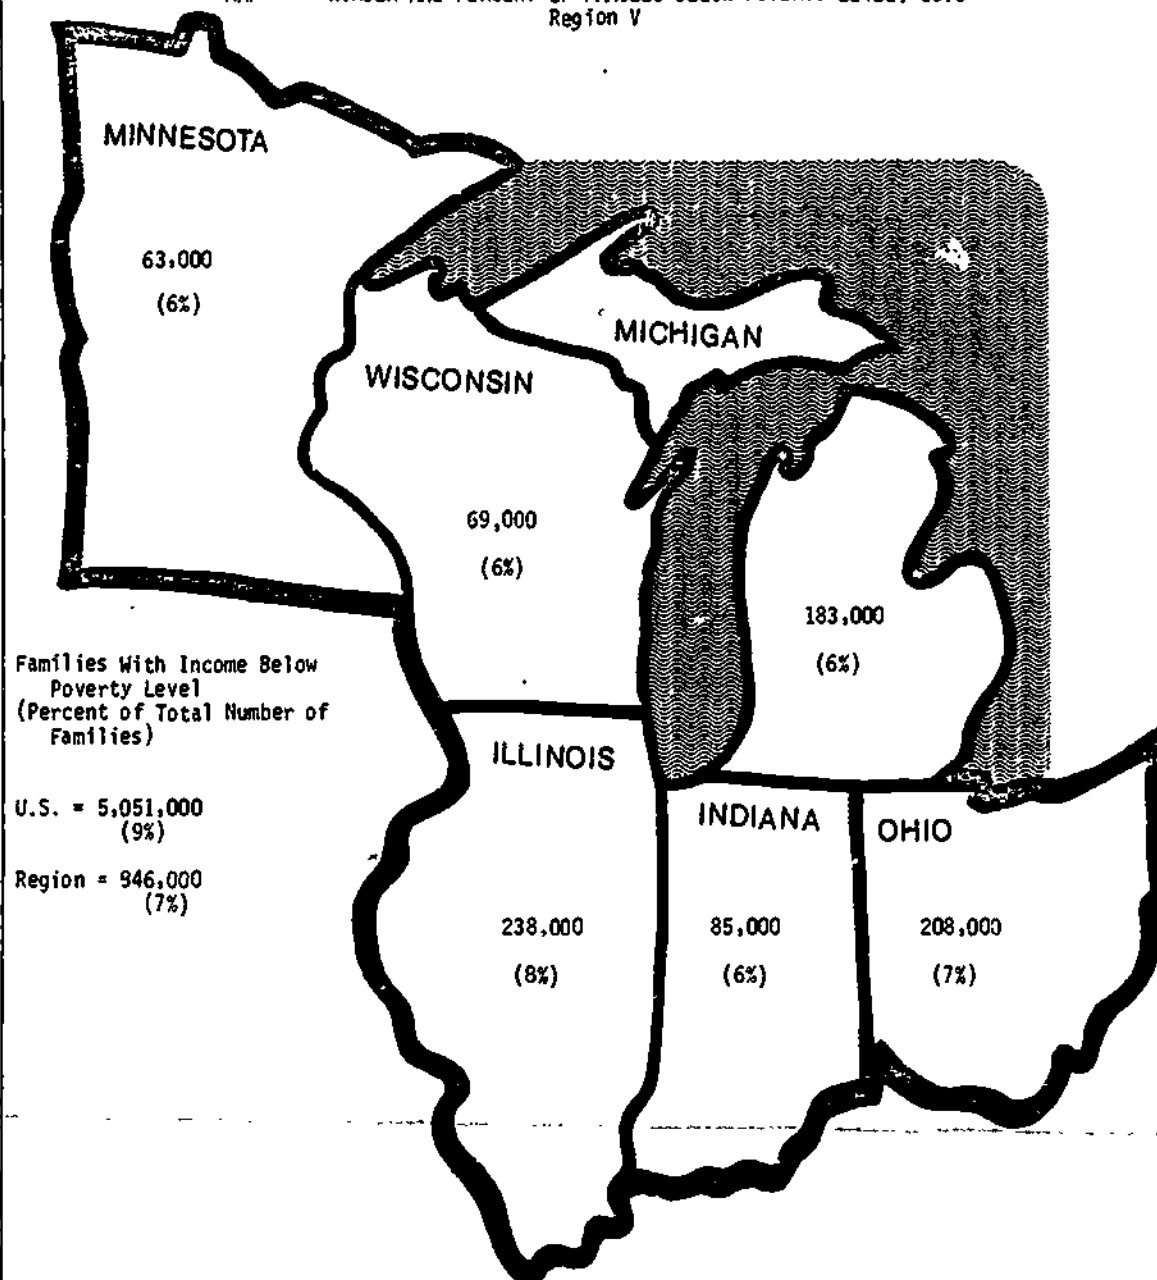 Region V
MINNESOTA
63,000
(6%)
MICHIGAN
WISCONSIN
69,000
(6%)
183,000
(6%)
Families With Income Below
Poverty Level
(Percent of Total Number of
Families)
U.S. = 5,051,000
(9%)
Region = 846,000
(7%)
ILLINOIS
INDIANA
OHIO
238,000
(8%)
85,000
(6%)
208,000
(7%)